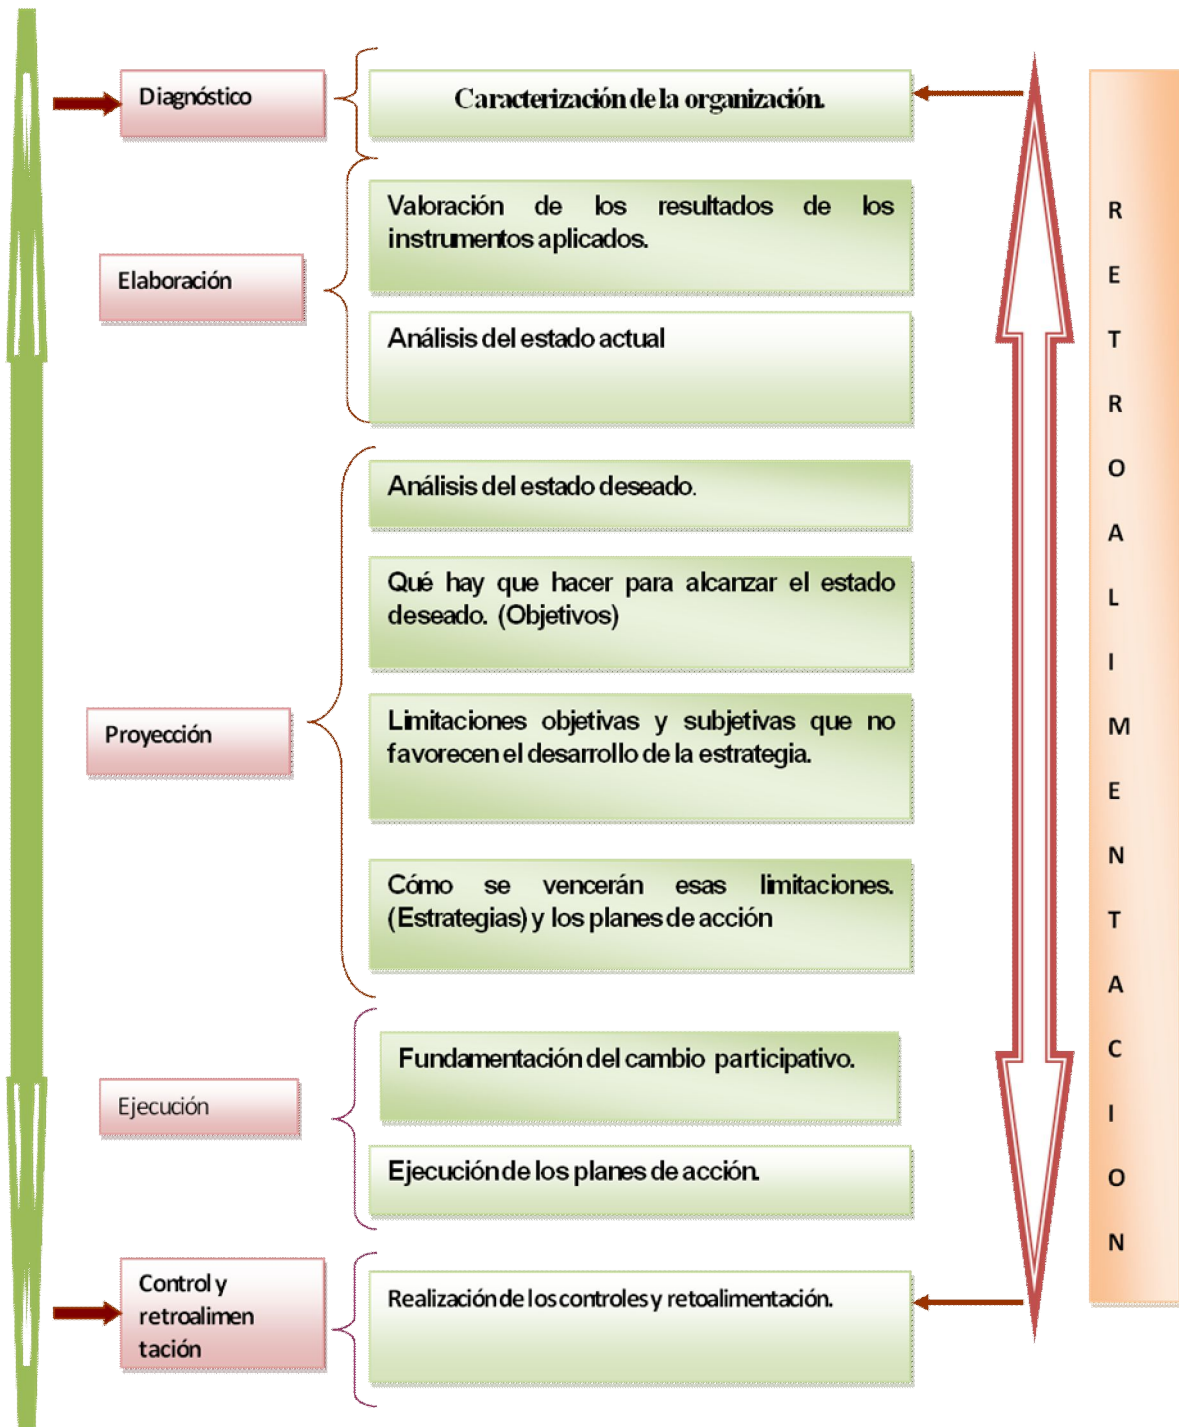 Diagnóstico
Caracterización de la organización.
Elaboración
Valoración de los resultados de los
instrumentos aplicados.
Análisis del estado actual
Proyección
Análisis del estado deseado.
Qué hay que hacer para alcanzar el estado
deseado. (Objetivos)
Limitaciones objetivas y subjetivas que no
favorecen el desarrollo de la estrategia.
Cómo se vencerán esas limitaciones.
(Estrategias) y los planes de acción
Ejecución
Fundamentación del cambio participativo.
Ejecución de los planes de acción.
Control y
retroalimen
tación
Realización de los controles y retoalimentación.
R
E
T
R
O
A
L
I
M
E
N
T
A
C
I
O
N